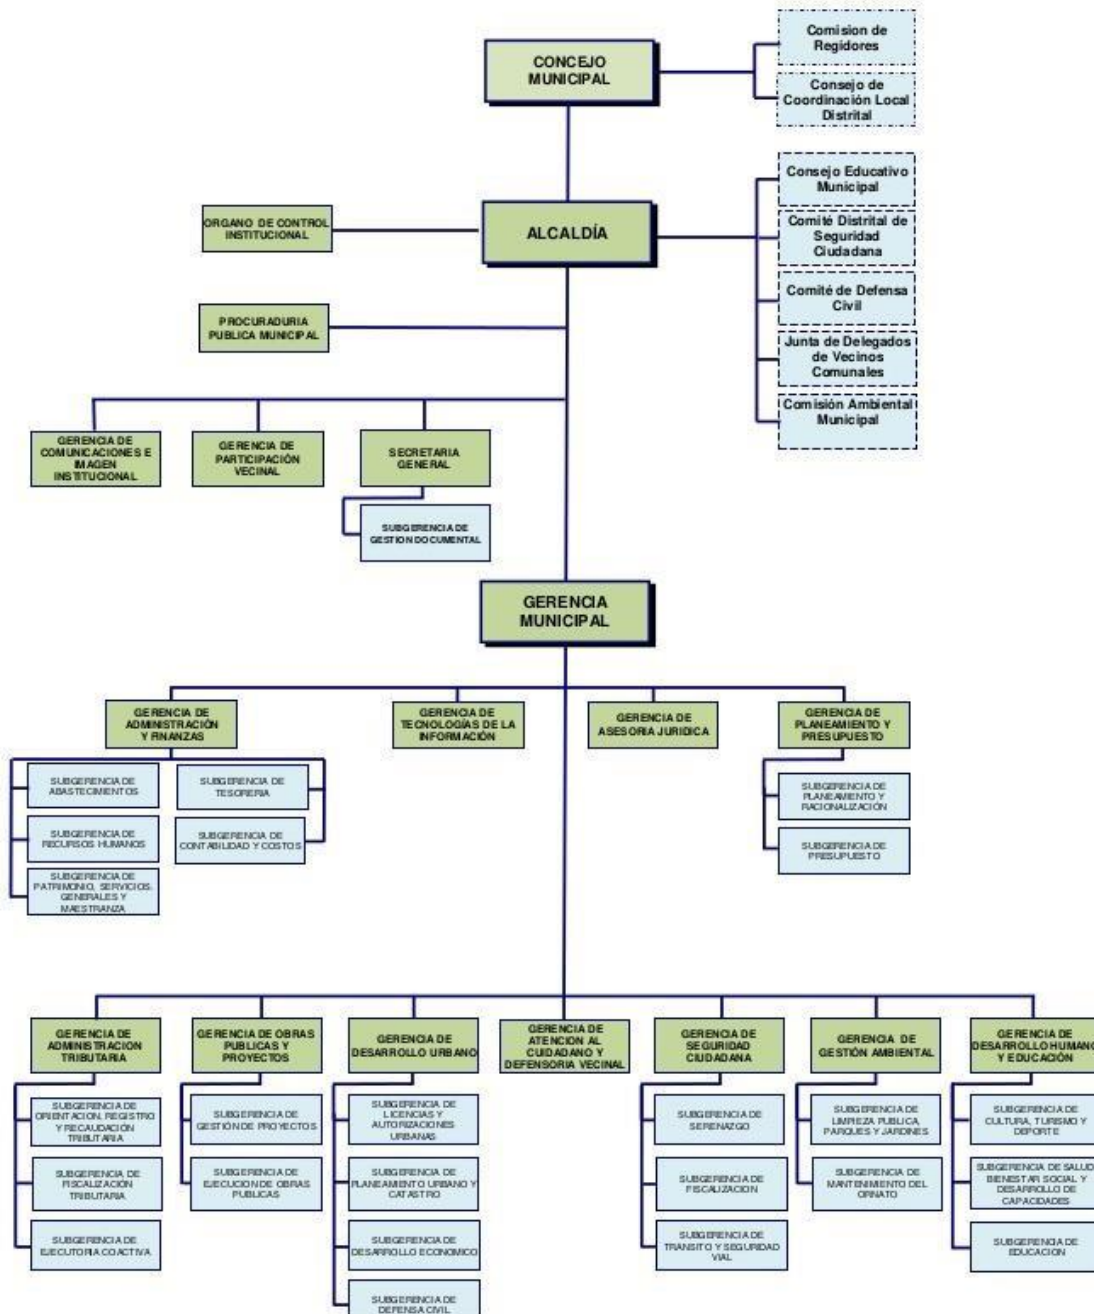 CONCEJO
MUNICIPAL
Comision de
Regidores
Consejo de
Coordinación Local
Distrital
ORGANO DE CONTROL
INSTITUCIONAL
ALCALDÍA
Consejo Educativo
Municipal
Comité Distrital de
Seguridad
Ciudadana
Comité de Defensa
Civil
Junta de Delegados
de Vecinos
Comunales
Comisión Ambiental
Municipal
PROCURADURIA
PUBLICA MUNICIPAL
GERENCIA DE
COMUNICACIONES E
IMAGEN
INSTITUCIONAL
GERENCIA DE
PARTICIPACIÓN
VECINAL
SECRETARIA
GENERAL
SUBGERENCIA DE
GESTION DOCUMENTAL
GERENCIA
MUNICIPAL
GERENCIA DE
ADMINISTRACIÓN
Y FINANZAS
GERENCIA DE
TECNOLOGÍAS DE LA
INFORMACIÓN
GERENCIA DE
ASESORIA JURIDICA
GERENCIA DE
PLANEAMIENTO Y
PRESUPUESTO
SUBGERENCIA DE
ABASTECIMIENTOS
SUBGERENCIA DE
TESORERIA
SUBGERENCIA DE
RECURSOS HUMANOS
SUBGERENCIA DE
CONTABILIDAD Y COSTOS
SUBGERENCIA DE
PATRIMONIO, SERVICIOS.
GENERALES Y
MAESTRANZA
SUBGERENCIA DE
PLANEAMIENTO Y
RACIONALIZACIÓN
SUBGERENCIA DE
PRESUPUESTO
GERENCIA DE
ADMINISTRACION
TRIBUTARIA
GERENCIA DE OBRAS
PUBLICAS Y
PROYECTOS
GERENCIA DE
DESARROLLO URBANO
GERENCIA DE
ATENCION AL
CUIDADANO Y
DEFENSORIA VECINAL
GERENCIA DE
SEGURIDAD
CIUDADANA
GERENCIA DE
GESTIÓN AMBIENTAL
GERENCIA DE
DESARROLLO HUMANO
Y EDUCACIÓN
SUBGERENCIA DE
ORIENTACION, REGISTRO
Y RECAUDACIÓN
TRIBUTARIA
SUBGERENCIA DE
FISCALIZACIÓN
TRIBUTARIA
SUBGERENCIA DE
EJECUTORIA COACTIVA
SUBGERENCIA DE
GESTIÓN DE PROYECTOS
SUBGERENCIA DE
EJECUCION DE OBRAS
PUBLICAS
SUBGERENCIA DE
LICENCIAS Y
AUTORIZACIONES
URBANAS
SUBGERENCIA DE
PLANEAMIENTO URBANO Y
CATASTRO
SUBGERENCIA DE
DESARROLLO ECONOMICO
SUBGERENCIA DE
DEFENSA CIVIL
SUBGERENCIA DE
SERENAZGO
SUBGERENCIA DE
FISCALIZACION
SUBGERENCIA DE
TRANSITO Y SEGURIDAD
VIAL
SUBGERENCIA DE
LIMPIEZA PUBLICA,
PARQUES Y JARDINES
SUBGERENCIA DE
MANTENIMIENTO DEL
ORNATO
SUBGERENCIA DE
CULTURA, TURISMO Y
DEPORTE
SUBGERENCIA DE SALUD,
BIENESTAR SOCIAL Y
DESARROLLO DE
CAPACIDADES
SUBGERENCIA DE
EDUCACION